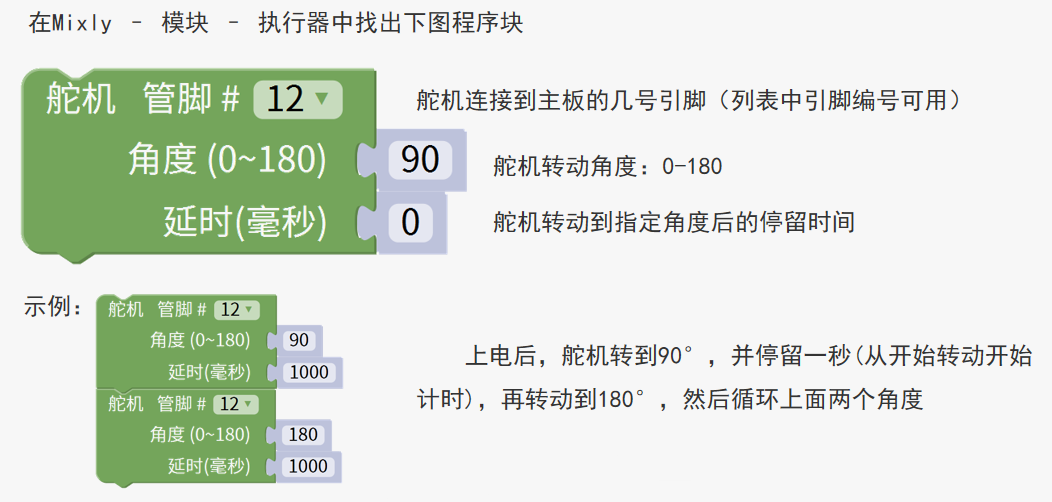 在Mixly - 模块 - 执行器中找出下图程序块
舵机 管脚 # 12
舵机连接到主板的几号引脚（列表中引脚编号可用）
角度 (0~180) 90
舵机转动角度：0-180
延时(毫秒) 0
舵机转动到指定角度后的停留时间
示例：
舵机 管脚 # 12
角度 (0~180) 90
延时(毫秒) 1000
舵机 管脚 # 12
角度 (0~180) 180
延时(毫秒) 1000
上电后，舵机转到90°，并停留一秒(从开始转动开始
计时)，再转动到180°，然后循环上面两个角度